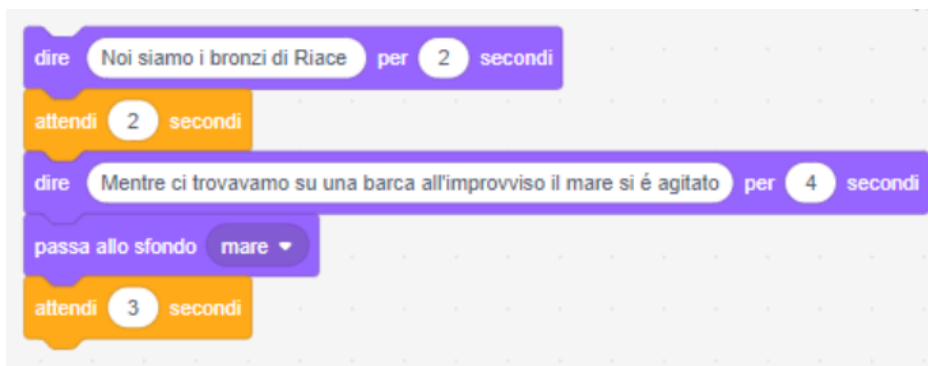 dire Noi siamo i bronzi di Riace per 2 secondi
attendi 2 secondi
dire Mentre ci trovavamo su una barca all'improvviso il mare si é agitato per 4 secondi
passa allo sfondo mare
attendi 3 secondi